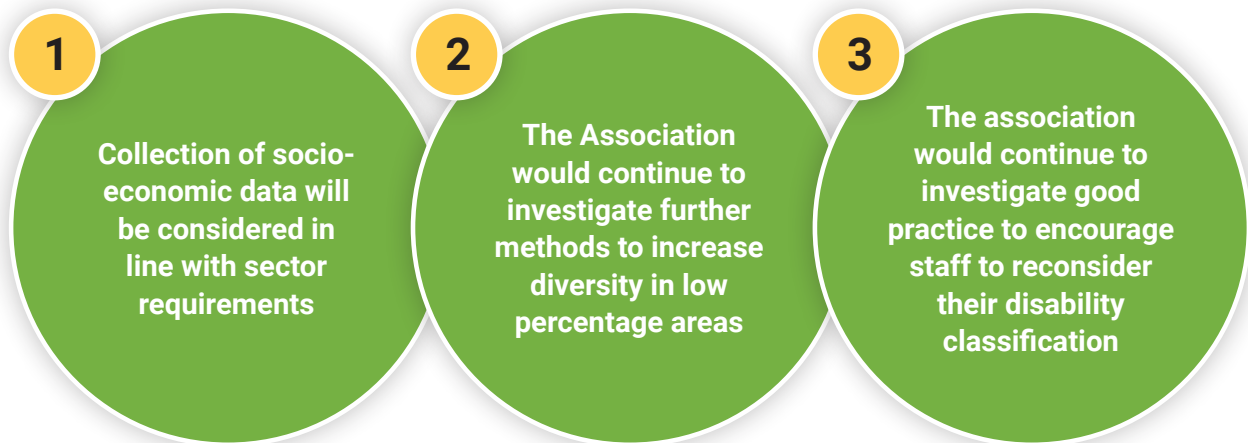 1
Collection of socio-
economic data will
be considered in
line with sector
requirements
2
The Association
would continue to
investigate further
methods to increase
diversity in low
percentage areas
3
The association
would continue to
investigate good
practice to encourage
staff to reconsider
their disability
classification